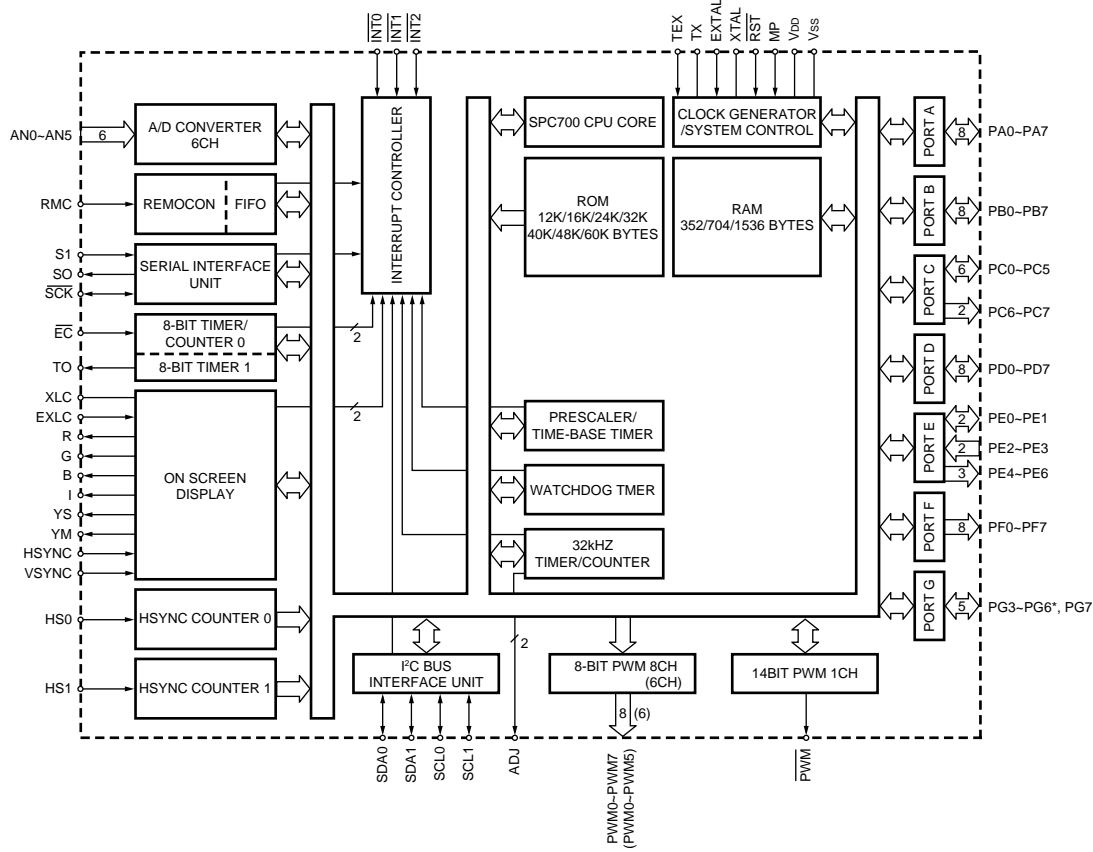 INT0
INT1
INT2
TEX
TX
EXTAL
XTAL
RST
MP
VDD
VSS
AN0~AN5
6
A/D CONVERTER
6CH
RMC
REMOCON
FIFO
S1
SO
SCK
SERIAL INTERFACE
UNIT
EC
8-BIT TIMER/
COUNTER 0
2
TO
8-BIT TIMER 1
XLC
EXLC
R
G
B
I
YS
YM
HSYNC
VSYNC
ON SCREEN
DISPLAY
2
HS0
HSYNC COUNTER 0
HS1
HSYNC COUNTER 1
INTERRUPT CONTROLLER
SPC700 CPU CORE
CLOCK GENERATOR
/SYSTEM CONTROL
ROM
12K/16K/24K/32K
40K/48K/60K BYTES
RAM
352/704/1536 BYTES
2
PRESCALER/
TIME-BASE TIMER
WATCHDOG TMER
32kHZ
TIMER/COUNTER
PORT A
8
PA0~PA7
PORT B
8
PB0~PB7
PORT C
6
PC0~PC5
2
PC6~PC7
PORT D
8
PD0~PD7
PORT E
2
PE0~PE1
2
PE2~PE3
3
PE4~PE6
PORT F
8
PF0~PF7
PORT G
5
PG3~PG6*, PG7
I²C BUS
INTERFACE UNIT
2
8-BIT PWM 8CH
(6CH)
14BIT PWM 1CH
8 (6)
SDA0
SDA1
SCL0
SCL1
ADJ
PWM0~PWM7
(PWM0~PWM5)
PWM